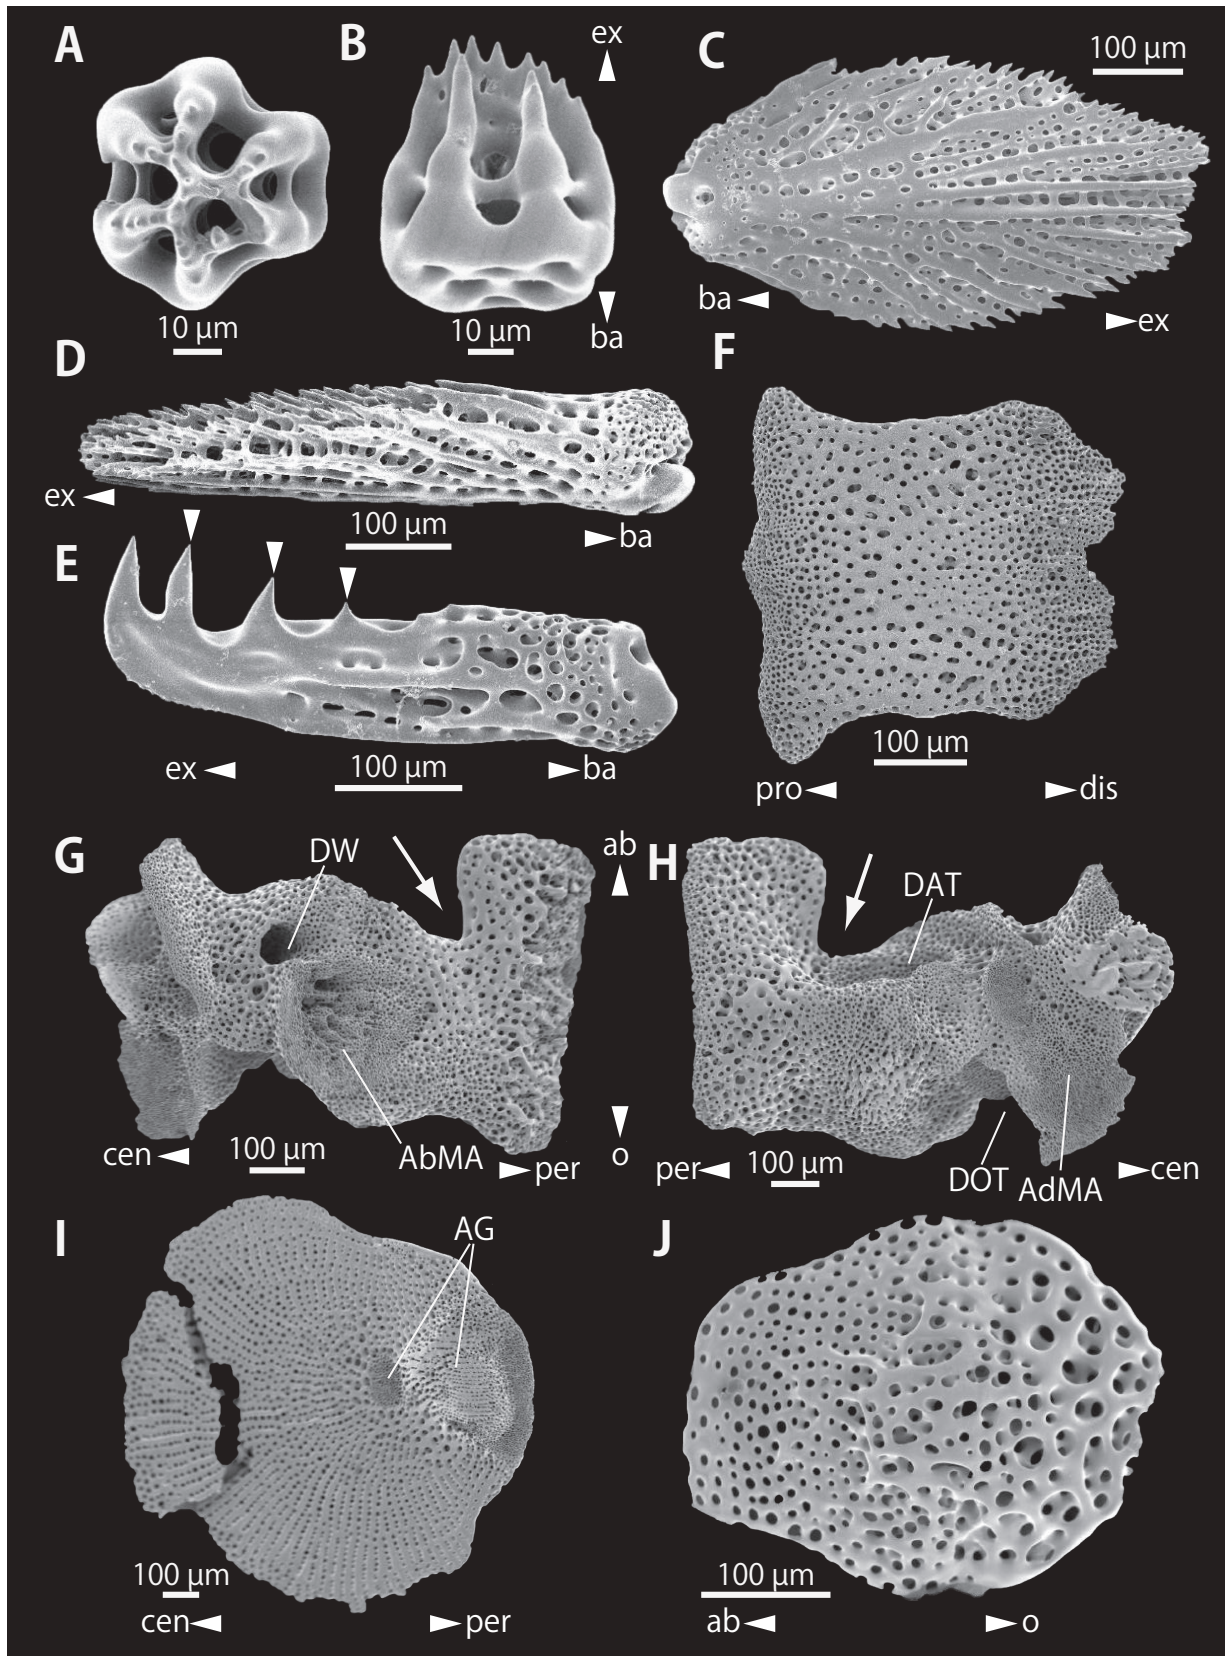 A
B
ex
C
100 µm
10 µm
10 µm
ba
ba
ex
D
F
ex
100 µm
ba
E
ex
100 µm
ba
100 µm
pro
dis
G
DW
ab
H
DAT
cen
100 µm
AbMA
per
o
per
100 µm
DOT
AdMA
cen
I
AG
J
100 µm
cen
per
100 µm
ab
o